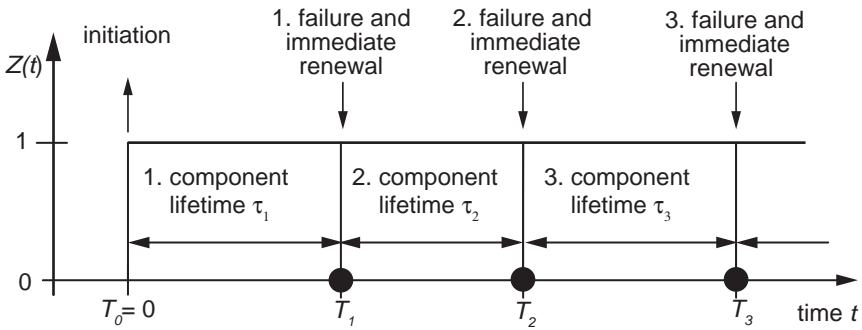 initiation
1. failure and
immediate
renewal
2. failure and
immediate
renewal
3. failure and
immediate
renewal
Z(t)
1
1. component
lifetime τ1
2. component
lifetime τ2
3. component
lifetime τ3
0
T0= 0
T1
T2
T3
time t